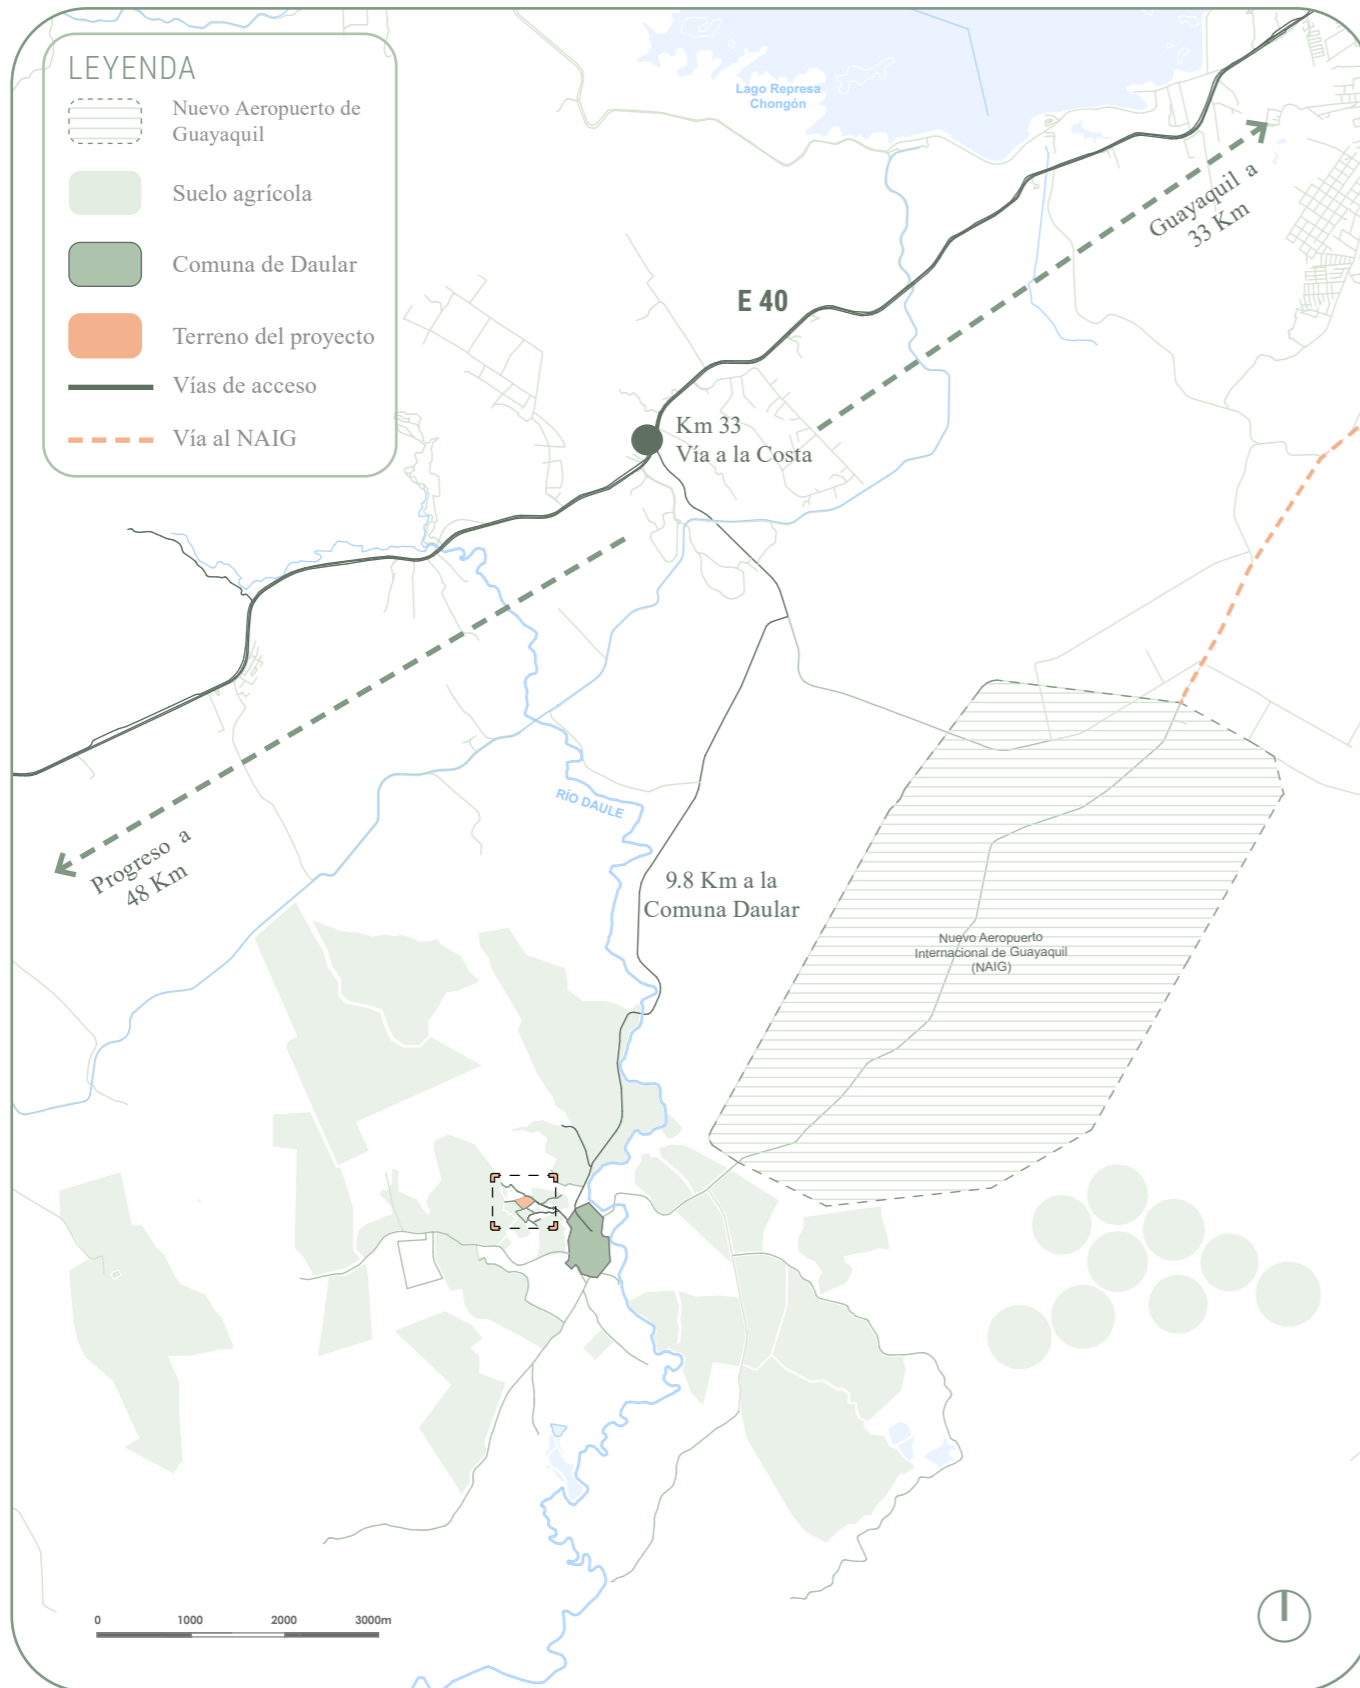 LEYENDA
Nuevo Aeropuerto de
Guayaquil
Suelo agrícola
Comuna de Daular
Terreno del proyecto
Vías de acceso
Vía al NAIG
Lago Represa
Chongón
Guayaquil a
33 Km
E 40
Km 33
Vía a la Costa
RÍO DAULE
Progreso a
48 Km
9.8 Km a la
Comuna Daular
Nuevo Aeropuerto
Internacional de Guayaquil
(NAIG)
0 1000 2000 3000m